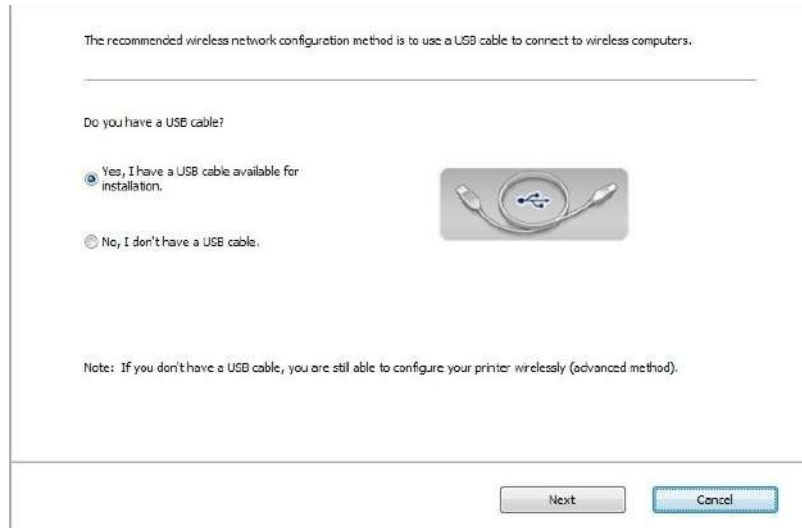 The recommended wireless network configuration method is to use a USB cable to connect to wireless computers.
Do you have a USB cable?
Yes, I have a USB cable available for
installation.
No, I don't have a USB cable.
Note: If you don't have a USB cable, you are still able to configure your printer wirelessly (advanced method).
Next
Cancel